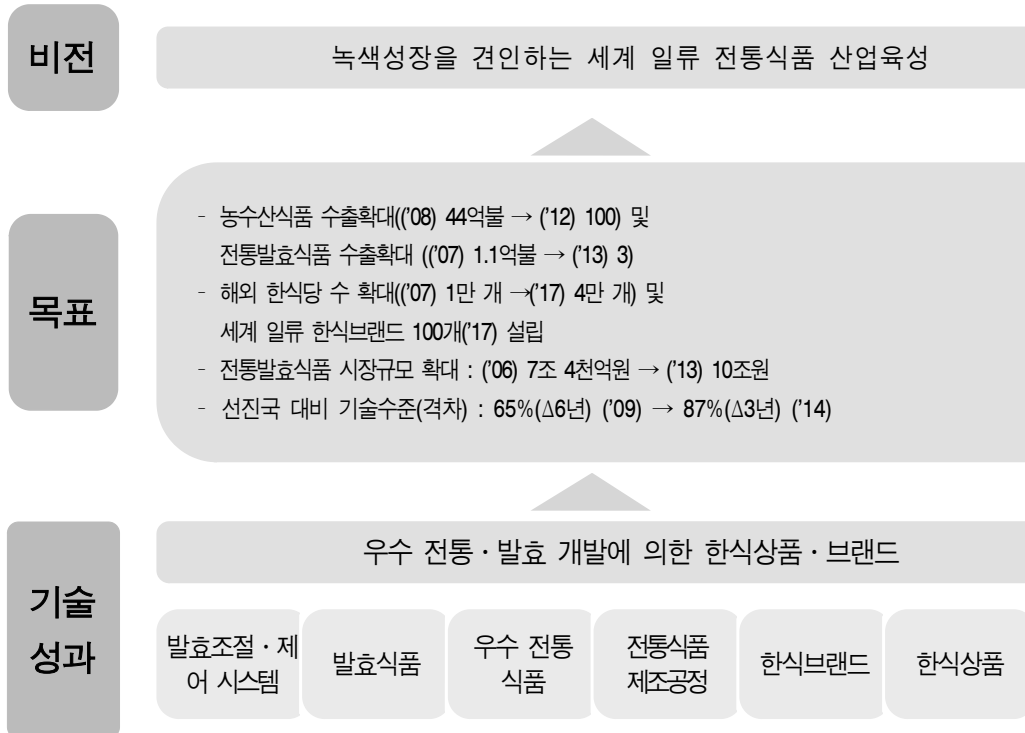 비전
녹색성장을 견인하는 세계 일류 전통식품 산업육성
목표
- 농수산식품 수출확대(('08) 44억불 → ('12) 100) 및
전통발효식품 수출확대 (('07) 1.1억불 → ('13) 3)
- 해외 한식당 수 확대(('07) 1만 개 →('17) 4만 개) 및
세계 일류 한식브랜드 100개('17) 설립
- 전통발효식품 시장규모 확대 : ('06) 7조 4천억원 → ('13) 10조원
- 선진국 대비 기술수준(격차) : 65%(Δ6년) ('09) → 87%(Δ3년) ('14)
기술
성과
우수 전통·발효 개발에 의한 한식상품·브랜드
발효조절·제
어 시스템
발효식품
우수 전통
식품
전통식품
제조공정
한식브랜드
한식상품